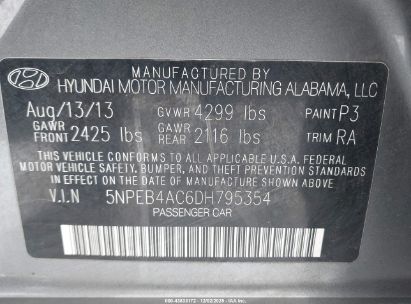 MANUFACTURED BY
HYUNDAI MOTOR MANUFACTURING ALABAMA, LLC
Aug/13/13 GVWR 4299 lbs PAINT P3
GAWR FRONT 2425 lbs GAWR REAR 2116 lbs TRIM RA
THIS VEHICLE CONFORMS TO ALL APPLICABLE U.S.A. FEDERAL
MOTOR VEHICLE SAFETY, BUMPER, AND THEFT PREVENTION STANDARDS
IN EFFECT ON THE DATE OF MANUFACTURE SHOWN ABOVE.
V.I.N 5NPEB4AC6DH795354
PASSENGER CAR